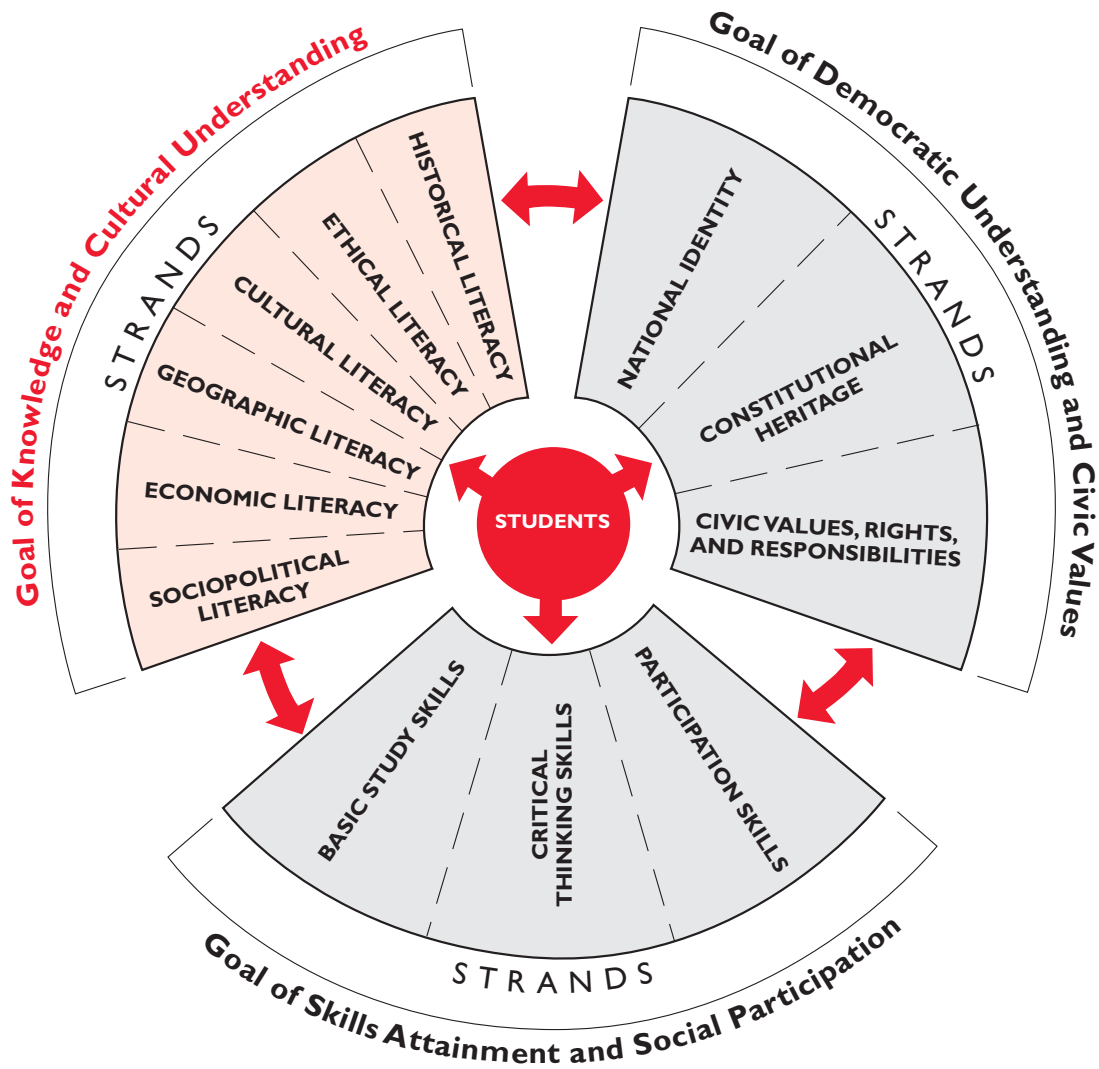 Goal of Knowledge and Cultural Understanding
STRANDS
HISTORICAL LITERACY
ETHICAL LITERACY
CULTURAL LITERACY
GEOGRAPHIC LITERACY
ECONOMIC LITERACY
SOCIOPOLITICAL
LITERACY
Goal of Democratic Understanding and Civic Values
STRANDS
NATIONAL IDENTITY
CONSTITUTIONAL
HERITAGE
CIVIC VALUES, RIGHTS,
AND RESPONSIBILITIES
STUDENTS
BASIC STUDY SKILLS
CRITICAL
THINKING SKILLS
PARTICIPATION SKILLS
STRANDS
Goal of Skills Attainment and Social Participation